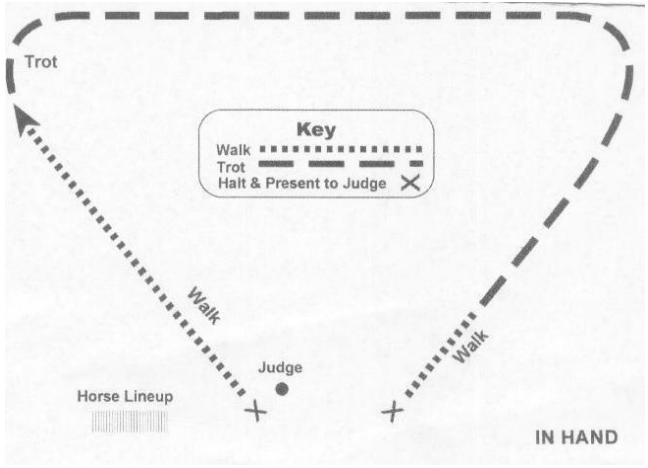 Trot
Key
Walk
Trot
Halt & Present to Judge
Walk
Walk
Judge
Horse Lineup
IN HAND